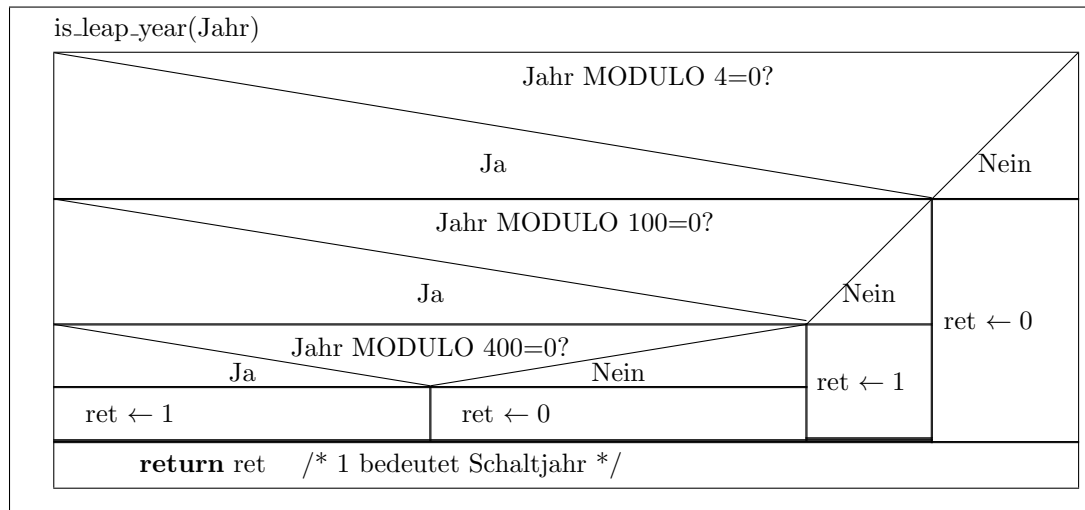 is_leap_year(Jahr)
Jahr MODULO 4=0?
Ja
Nein
Jahr MODULO 100=0?
Ja
Nein
ret ← 0
Jahr MODULO 400=0?
Ja
Nein
ret ← 1
ret ← 1
ret ← 0
return ret /* 1 bedeutet Schaltjahr */